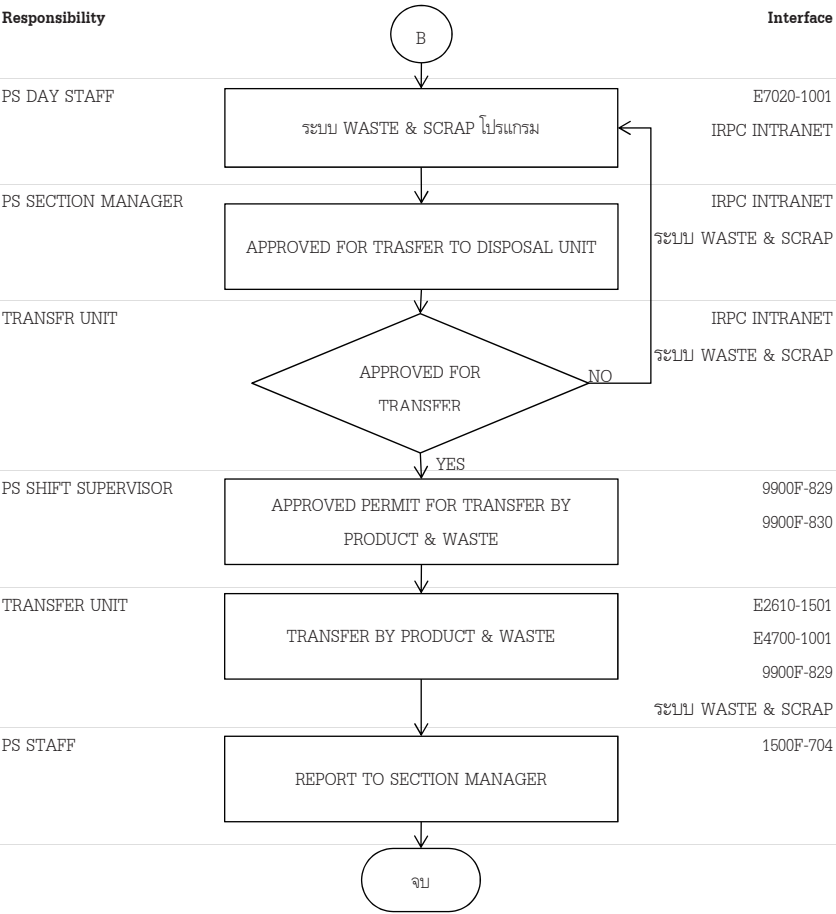 Responsibility
Interface
B
PS DAY STAFF
E7020-1001
ระบบ WASTE & SCRAP โปรแกรม
IRPC INTRANET
PS SECTION MANAGER
IRPC INTRANET
ระบบ WASTE & SCRAP
APPROVED FOR TRASFER TO DISPOSAL UNIT
TRANSFR UNIT
IRPC INTRANET
ระบบ WASTE & SCRAP
APPROVED FOR
TRANSFER
NO
YES
PS SHIFT SUPERVISOR
9900F-829
APPROVED PERMIT FOR TRANSFER BY
9900F-830
PRODUCT & WASTE
TRANSFER UNIT
E2610-1501
TRANSFER BY PRODUCT & WASTE
E4700-1001
9900F-829
ระบบ WASTE & SCRAP
PS STAFF
1500F-704
REPORT TO SECTION MANAGER
จบ